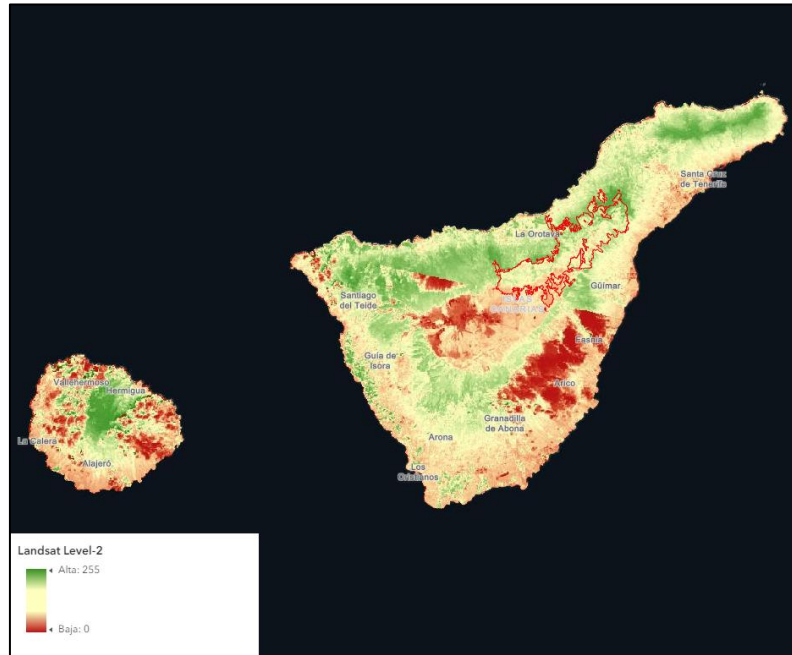 Santa Cruz
de Tenerife
La Orotava
Güímar
Santiago
del Teide
Fasnia
Guía de
Isora
Arico
Vallehermoso
Hermigua
Granadilla
de Abona
Arona
La Calera
Alajeró
Los
Cristianos
Landsat Level-2
Alta: 255
Baja: 0